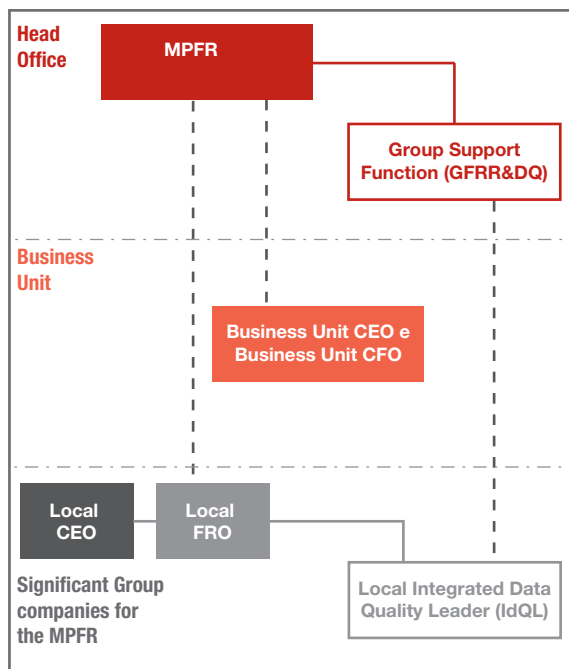 Head
Office
MPFR
Group Support
Function (GFRR&DQ)
Business
Unit
Business Unit CEO e
Business Unit CFO
Local
CEO
Local
FRO
Significant Group
companies for
the MPFR
Local Integrated Data
Quality Leader (IdQL)